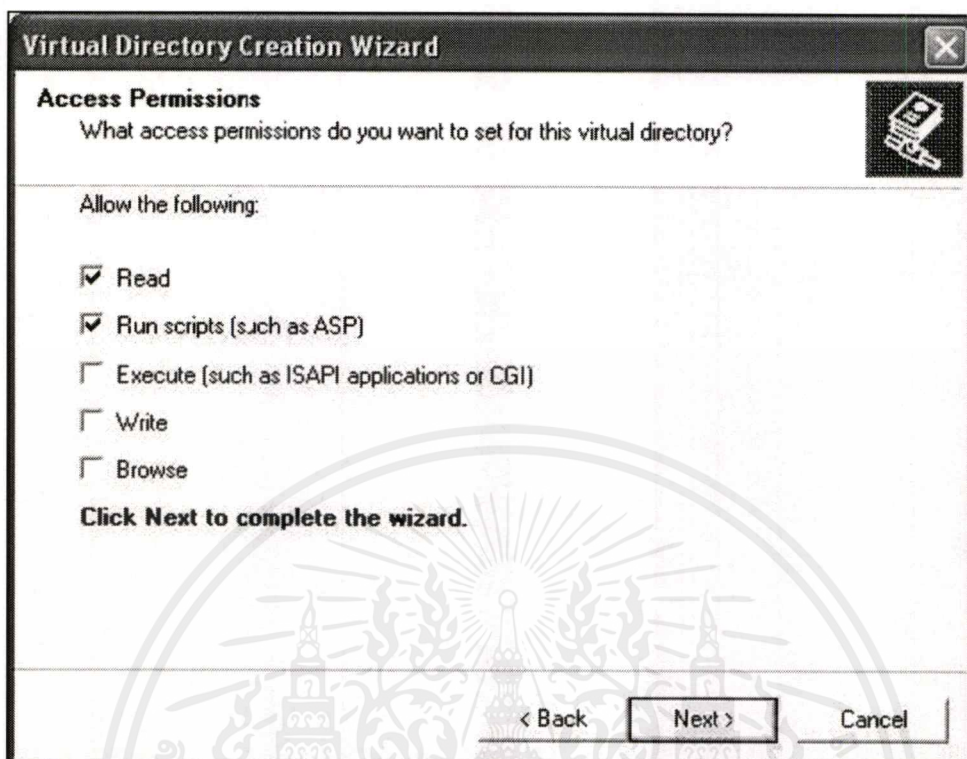 Virtual Directory Creation Wizard
Access Permissions
What access permissions do you want to set for this virtual directory?
Allow the following:
Read
Run scripts (such as ASP)
Execute (such as ISAPI applications or CGI)
Write
Browse
Click Next to complete the wizard.
< Back Next > Cancel